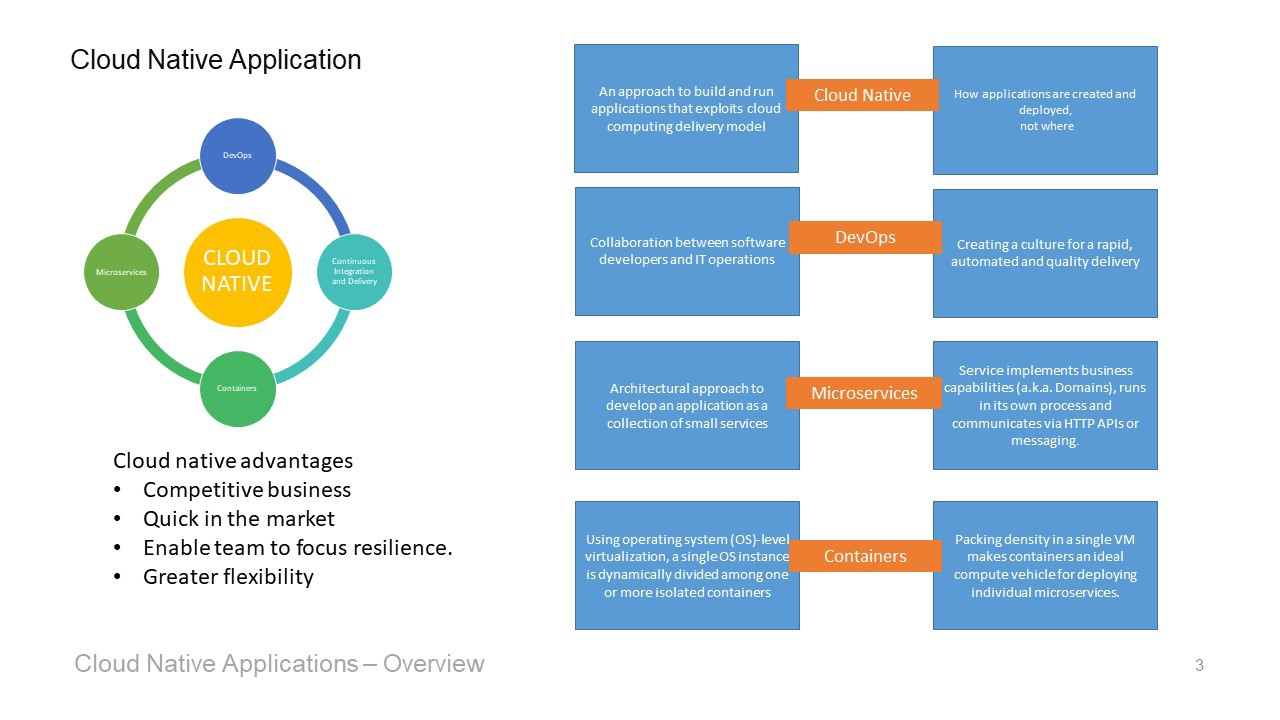 Cloud Native Application
DevOps
CLOUD
NATIVE
Microservices
Continuous
Integration
and Delivery
Containers
Cloud native advantages
• Competitive business
• Quick in the market
• Enable team to focus resilience.
• Greater flexibility
An approach to build and run
applications that exploits cloud
computing delivery model
Cloud Native
How applications are created and
deployed,
not where
Collaboration between software
developers and IT operations
DevOps
Creating a culture for a rapid,
automated and quality delivery
Architectural approach to
develop an application as a
collection of small services
Microservices
Service implements business
capabilities (a.k.a. Domains), runs
in its own process and
communicates via HTTP APIs or
messaging.
Using operating system (OS)-level
virtualization, a single OS instance
is dynamically divided among one
or more isolated containers
Containers
Packing density in a single VM
makes containers an ideal
compute vehicle for deploying
individual microservices.
Cloud Native Applications – Overview
3